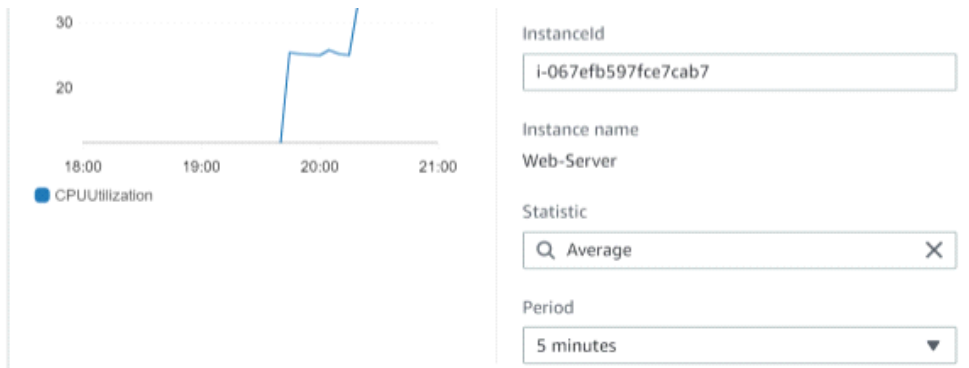 30
20
18:00 19:00 20:00 21:00
CPUUtilization
InstanceId
i-067efb597fce7cab7
Instance name
Web-Server
Statistic
Average
Period
5 minutes